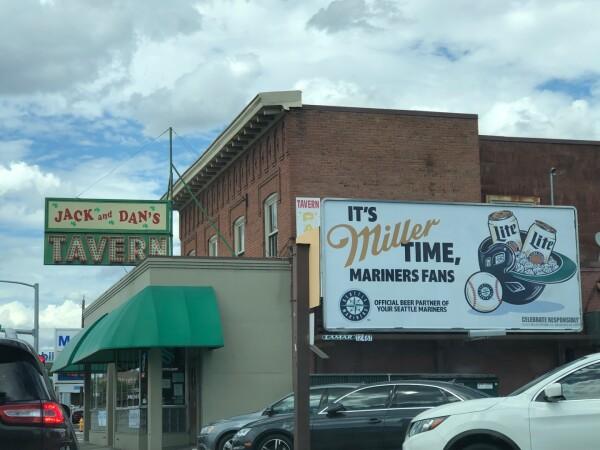 JACK and DAN'S
TAVERN
TAVERN
IT'S
Miller
TIME,
MARINERS FANS
OFFICIAL BEER PARTNER OF
YOUR SEATTLE MARINERS
Lite
Lite
CELEBRATE RESPONSIBLY
LAMAR
M
bil